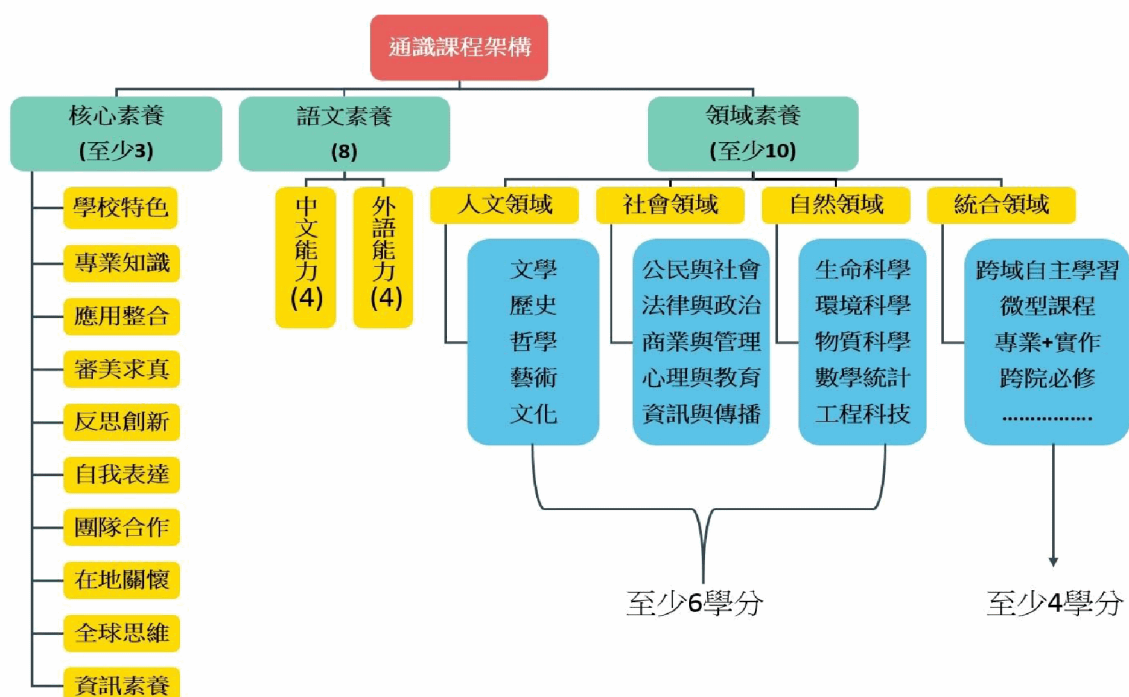 通識課程架構
核心素養
(至少3)
學校特色
專業知識
應用整合
審美求真
反思創新
自我表達
團隊合作
在地關懷
全球思維
資訊素養
語文素養
(8)
中文能力
(4)
外語能力
(4)
領域素養
(至少10)
人文領域
文學
歷史
哲學
藝術
文化
社會領域
公民與社會
法律與政治
商業與管理
心理與教育
資訊與傳播
自然領域
生命科學
環境科學
物質科學
數學統計
工程科技
至少6學分
統合領域
跨域自主學習
微型課程
專業+實作
跨院必修
................
至少4學分